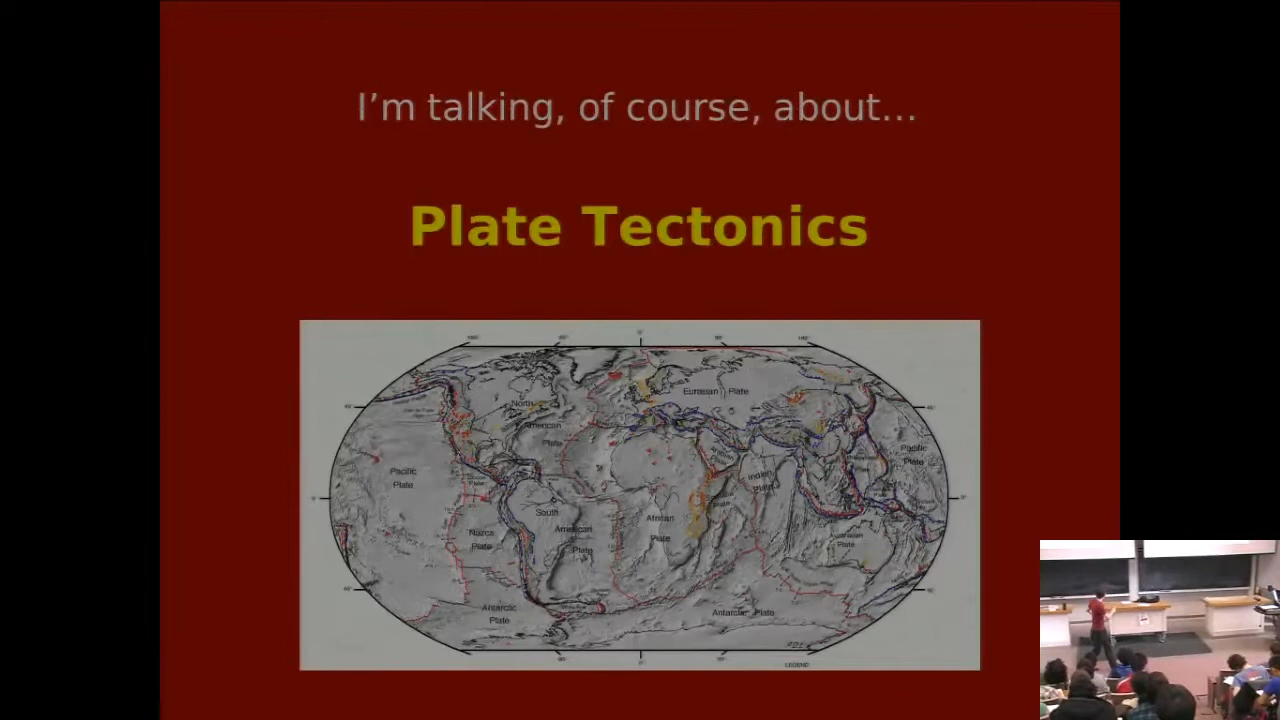 I’m talking, of course, about…
Plate Tectonics
Eurasian Plate
North
American
Plate
Pacific
Plate
Pacific
Plate
Indian
Plate
South
American
Plate
African
Plate
Nazca
Plate
Plate
Antarctic
Plate
Antarctic Plate
LEGEND